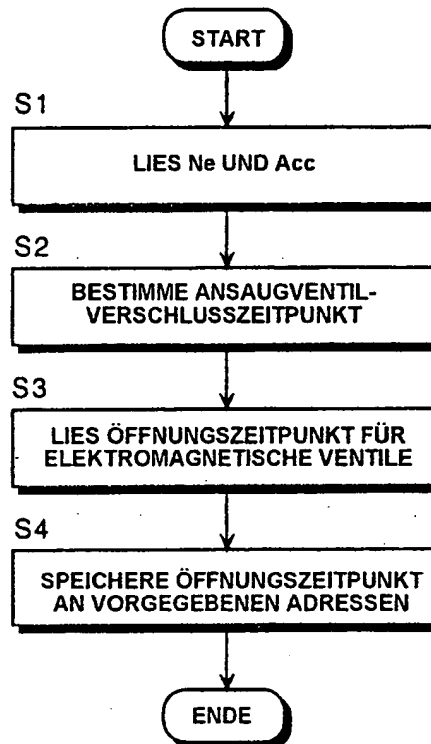 START
S1
LIES Ne UND Acc
S2
BESTIMME ANSAUGVENTIL-
VERSCHLUSSZEITPUNKT
S3
LIES ÖFFNUNGSZEITPUNKT FÜR
ELEKTROMAGNETISCHE VENTILE
S4
SPEICHERE ÖFFNUNGSZEITPUNKT
AN VORGEGEBENEN ADRESSEN
ENDE